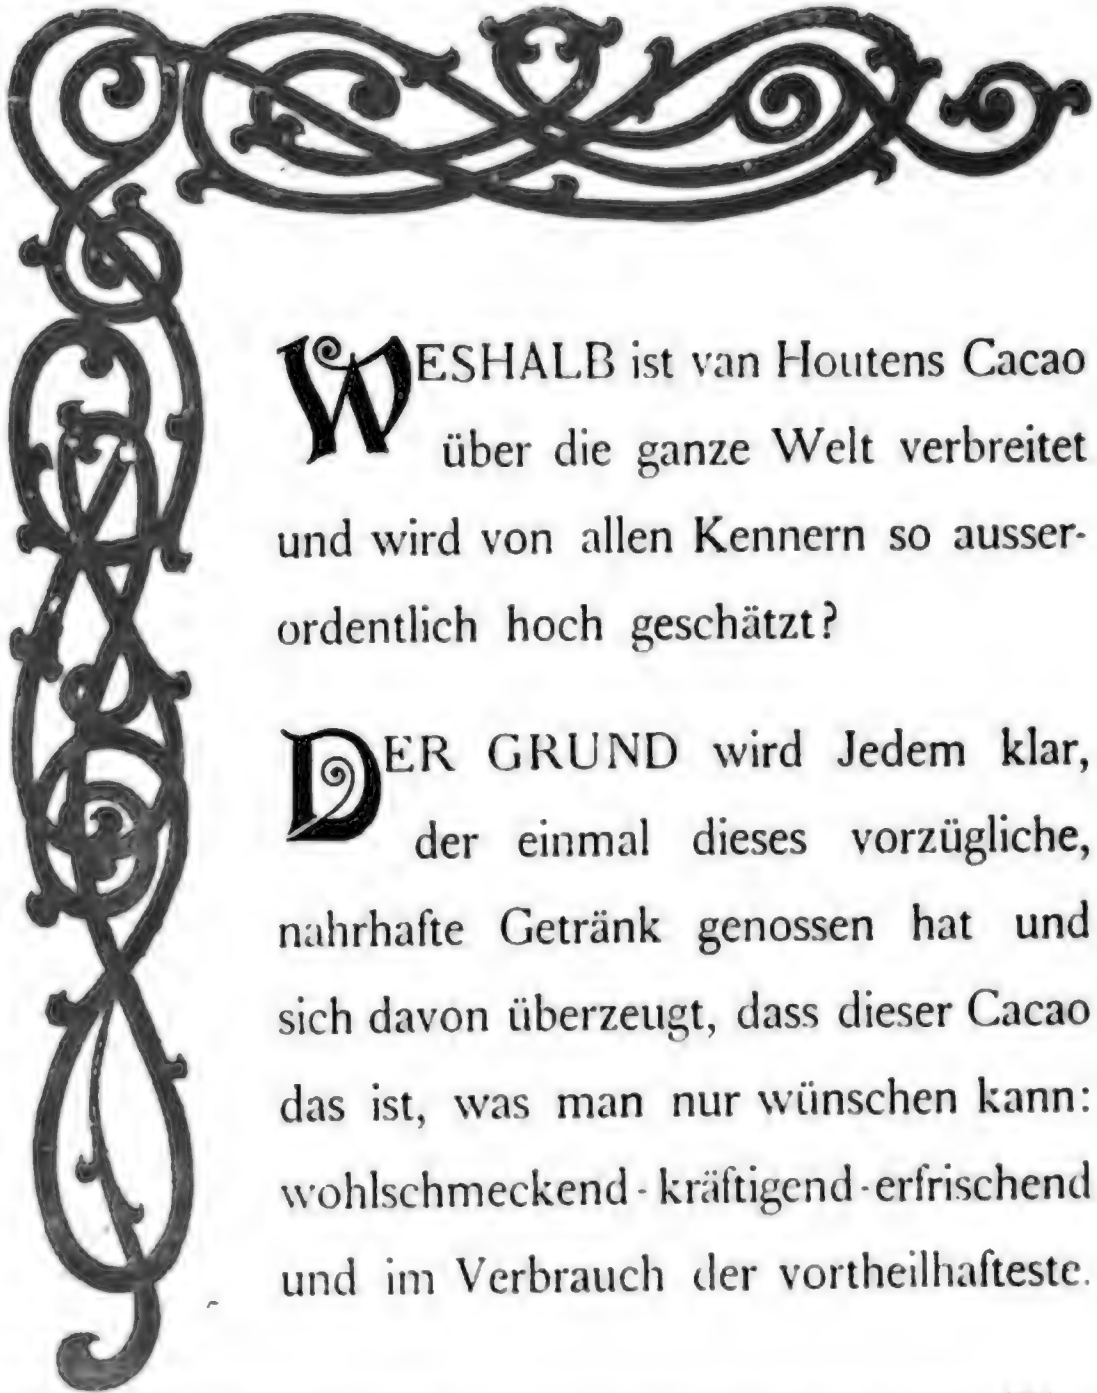 WESHALB ist van Houtens Cacao
über die ganze Welt verbreitet
und wird von allen Kennern so ausser-
ordentlich hoch geschätzt?
DER GRUND wird Jedem klar,
der einmal dieses vorzügliche,
nahrhafte Getränk genossen hat und
sich davon überzeugt, dass dieser Cacao
das ist, was man nur wünschen kann:
wohlschmeckend - kräftigend - erfrischend
und im Verbrauch der vortheilhafteste.